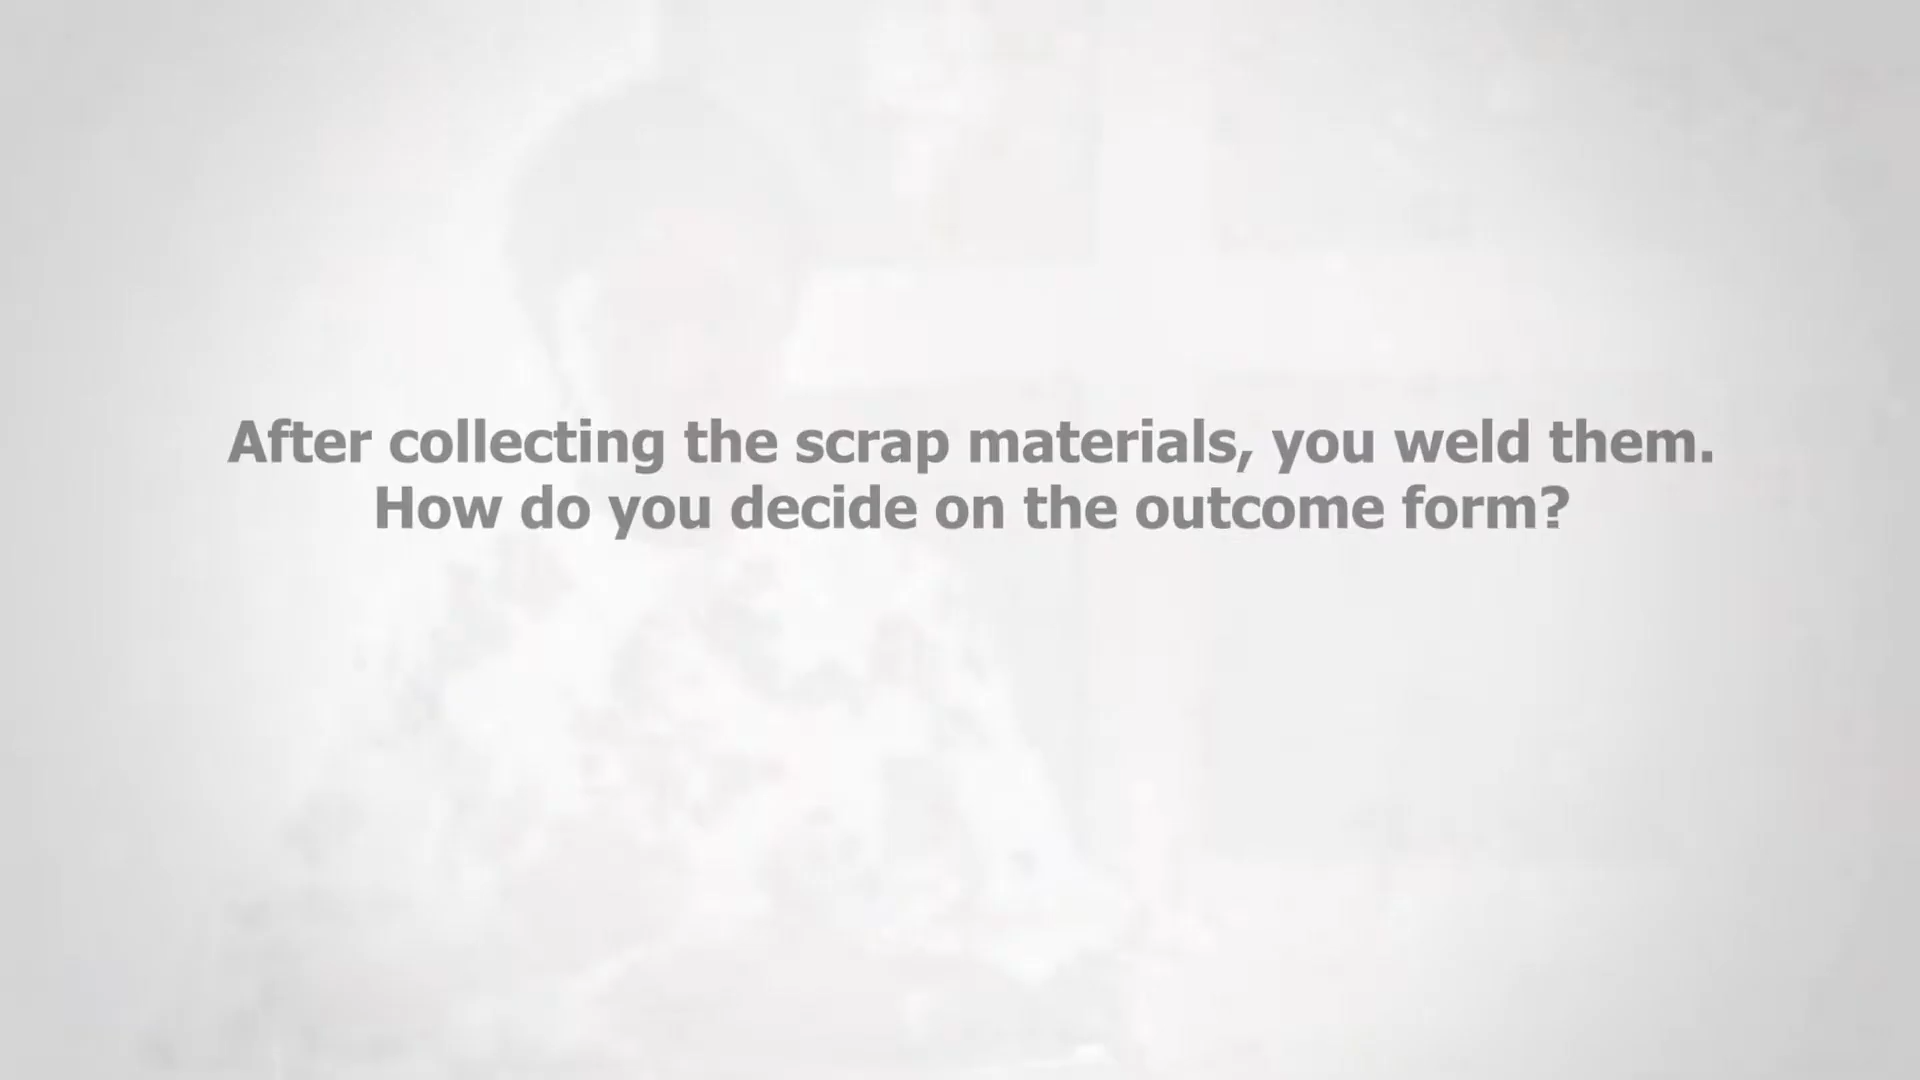 After collecting the scrap materials, you weld them.
How do you decide on the outcome form?